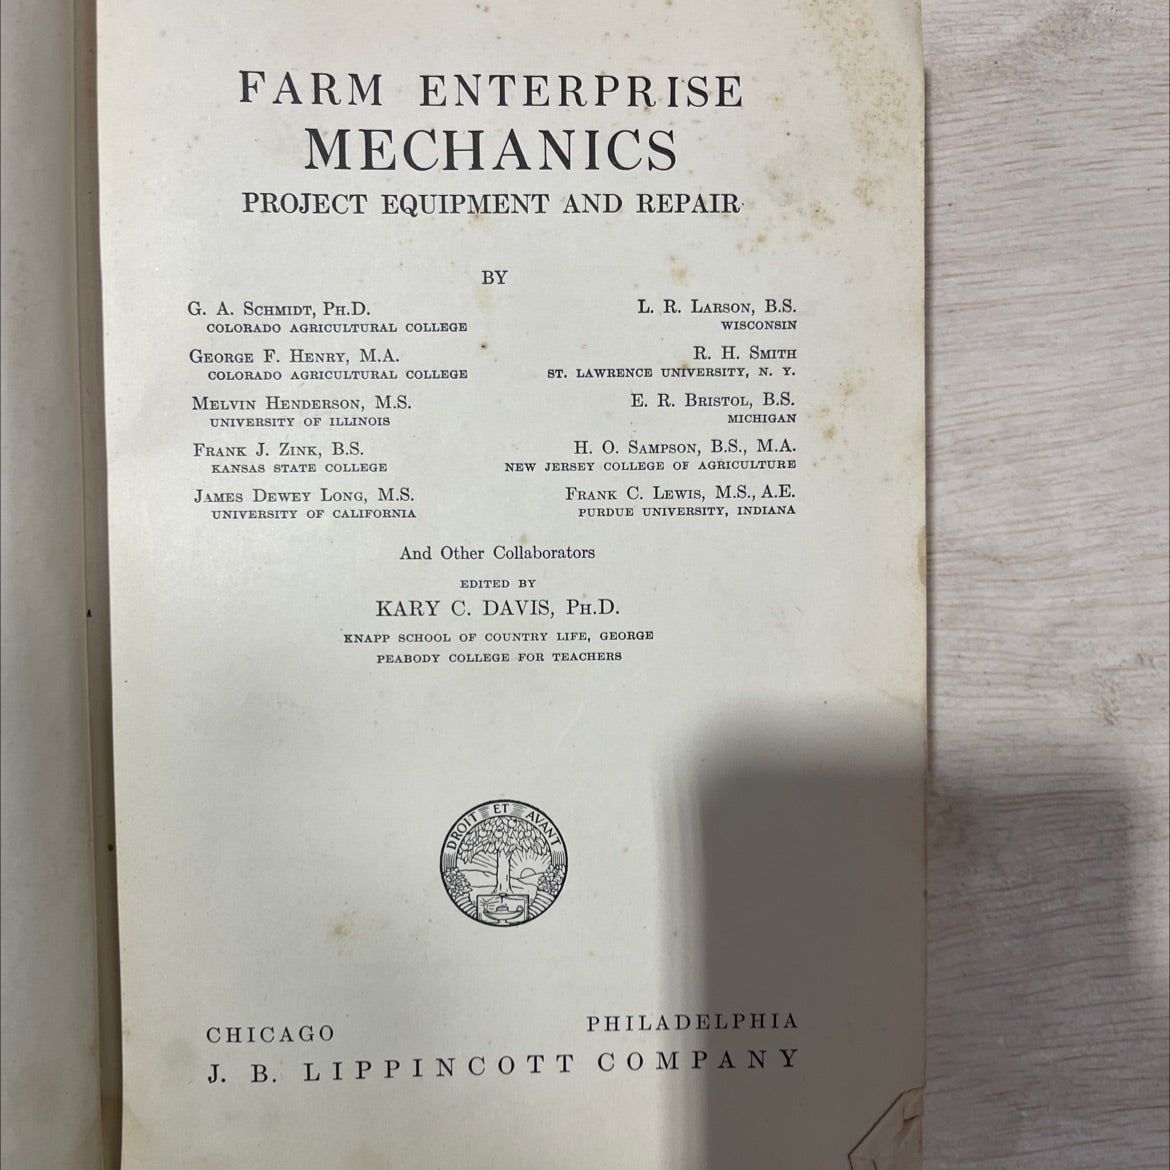 FARM ENTERPRISE
MECHANICS
PROJECT EQUIPMENT AND REPAIR
BY
G. A. SCHMIDT, PH.D.
COLORADO AGRICULTURAL COLLEGE
GEORGE F. HENRY, M.A.
COLORADO AGRICULTURAL COLLEGE
MELVIN HENDERSON, M.S.
UNIVERSITY OF ILLINOIS
FRANK J. ZINK, B.S.
KANSAS STATE COLLEGE
JAMES DEWEY LONG, M.S.
UNIVERSITY OF CALIFORNIA
L. R. LARSON, B.S.
WISCONSIN
R. H. SMITH
ST. LAWRENCE UNIVERSITY, N. Y.
E. R. BRISTOL, B.S.
MICHIGAN
H. O. SAMPSON, B.S., M.A.
NEW JERSEY COLLEGE OF AGRICULTURE
FRANK C. LEWIS, M.S., A.E.
PURDUE UNIVERSITY, INDIANA
And Other Collaborators
EDITED BY
KARY C. DAVIS, PH.D.
KNAPP SCHOOL OF COUNTRY LIFE, GEORGE
PEABODY COLLEGE FOR TEACHERS
DROIT ET AVANT
CHICAGO PHILADELPHIA
J. B. LIPPINCOTT COMPANY